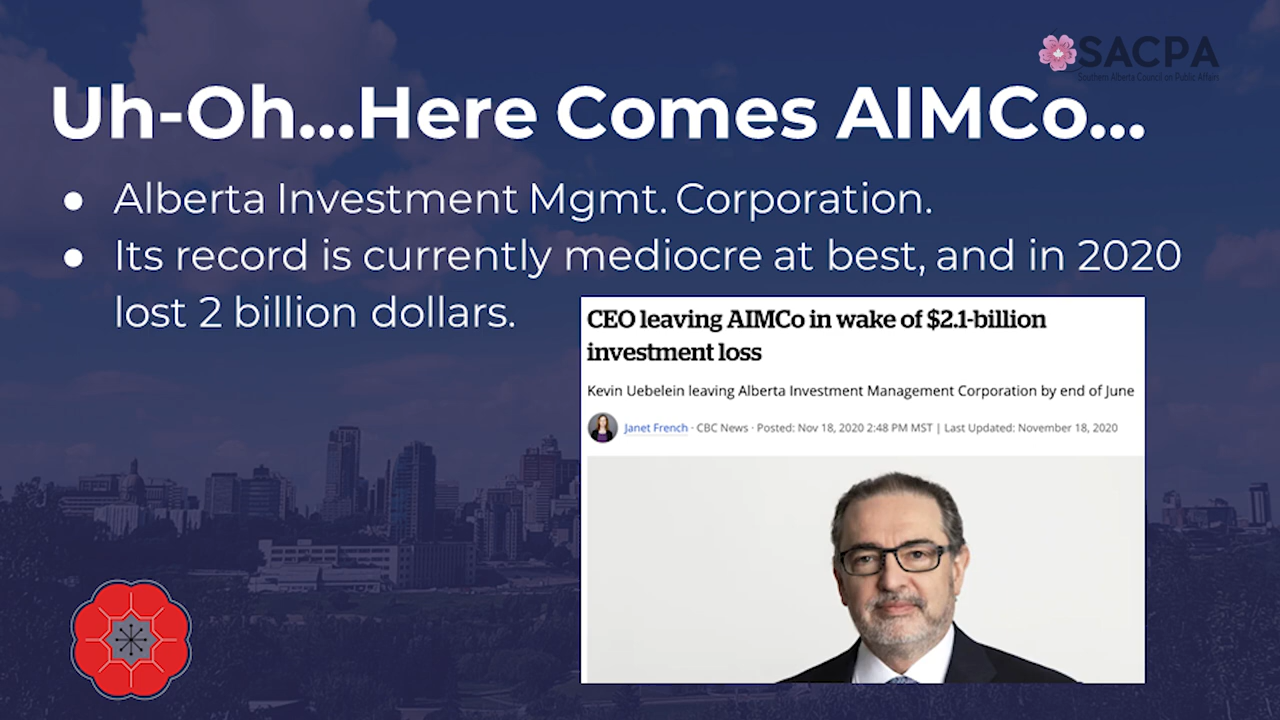 SACPA
Southern Alberta Council on Public Affairs
Uh-Oh...Here Comes AIMCo...
● Alberta Investment Mgmt. Corporation.
● Its record is currently mediocre at best, and in 2020
lost 2 billion dollars.
CEO leaving AIMCo in wake of $2.1-billion
investment loss
Kevin Uebelein leaving Alberta Investment Management Corporation by end of June
Janet French · CBC News · Posted: Nov 18, 2020 2:48 PM MST | Last Updated: November 18, 2020